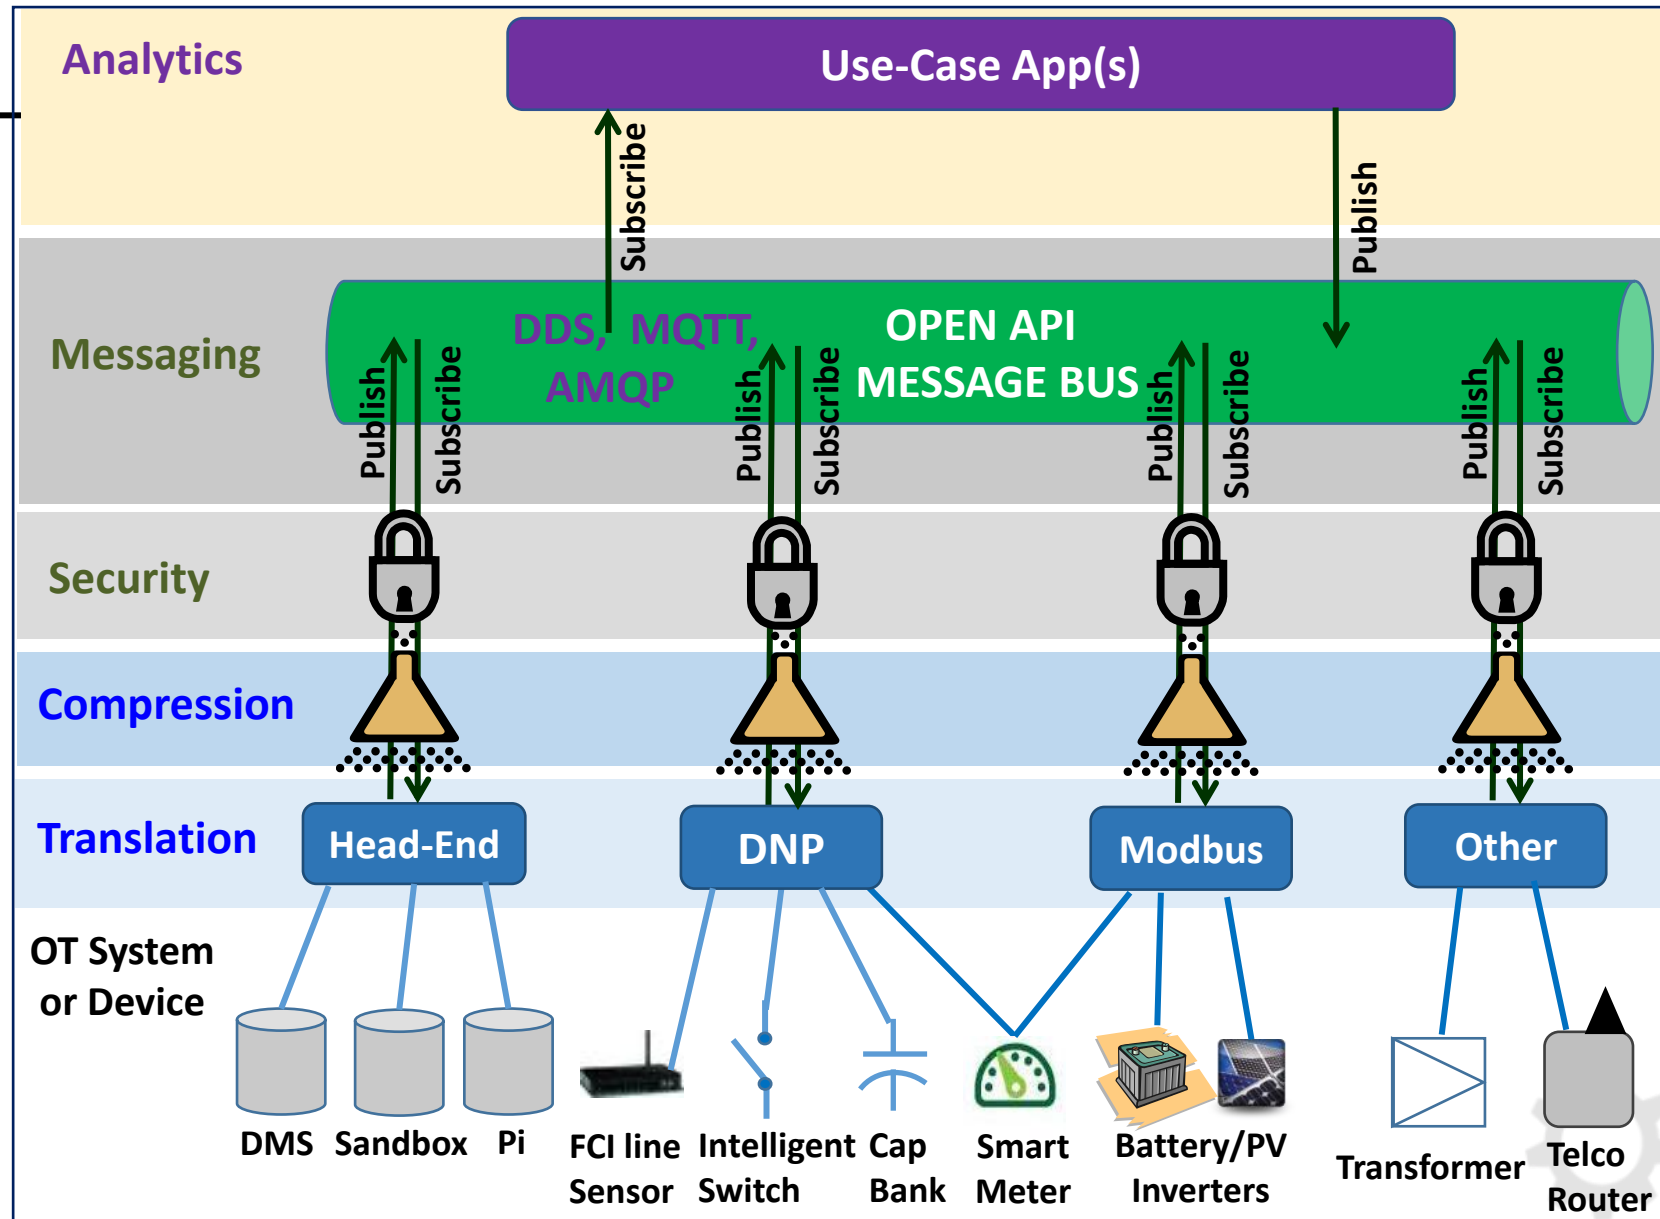 Analytics
Use-Case App(s)
Subscribe
Publish
Messaging
DDS, MQTT,
AMQP
OPEN API
MESSAGE BUS
Publish
Subscribe
Publish
Subscribe
Publish
Subscribe
Publish
Subscribe
Security
Compression
Translation
Head-End
DNP
Modbus
Other
OT System
or Device
DMS
Sandbox
Pi
FCI line
Sensor
Intelligent
Switch
Cap
Bank
Smart
Meter
Battery/PV
Inverters
Transformer
Telco
Router